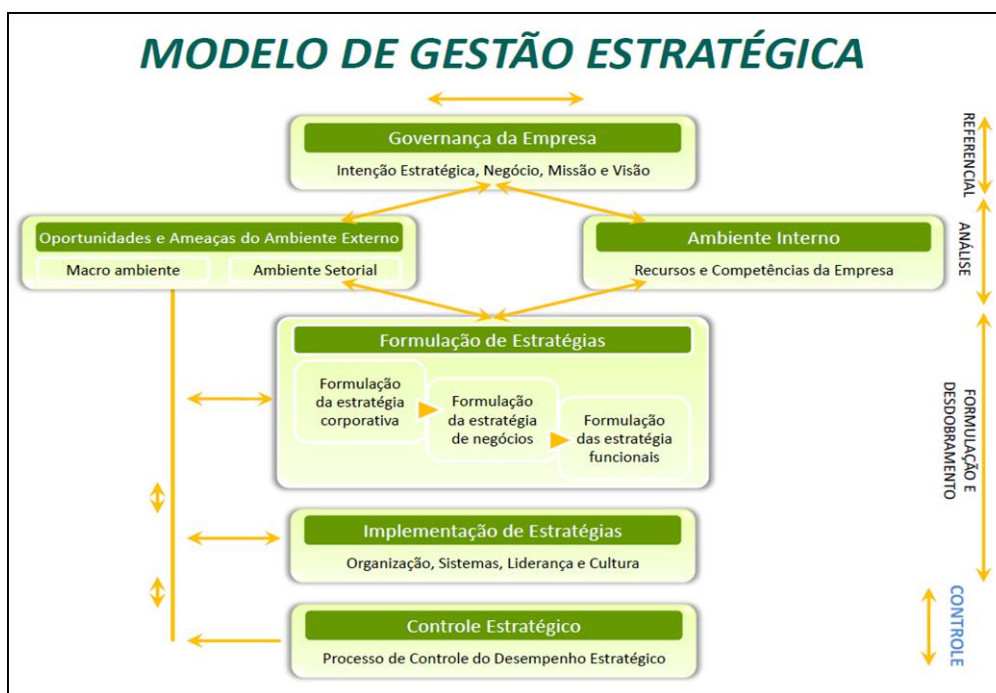 MODELO DE GESTÃO ESTRATÉGICA
Governança da Empresa
Intenção Estratégica, Negócio, Missão e Visão
REFERENCIAL
Oportunidades e Ameaças do Ambiente Externo
Macro ambiente
Ambiente Setorial
Ambiente Interno
Recursos e Competências da Empresa
ANÁLISE
Formulação de Estratégias
Formulação
da estratégia
corporativa
Formulação
da estratégia
de negócios
Formulação
das estratégia
funcionais
FORMULAÇÃO E
DESDOBRAMENTO
Implementação de Estratégias
Organização, Sistemas, Liderança e Cultura
Controle Estratégico
Processo de Controle do Desempenho Estratégico
CONTROLE